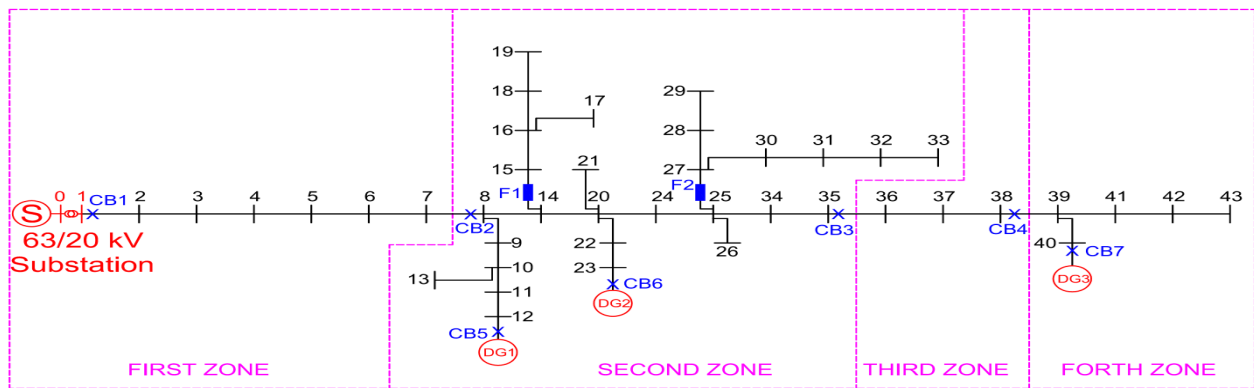 19
29
18
17
16
28
30 31 32 33
21
15
27
F1
F2
S
0 1
CB1
2 3 4 5 6 7 8 14 20 24 25 34 35 36 37 38 39 41 42 43
CB2
CB3
CB4
63/20 kV
Substation
9
22
26
40
CB7
13
10
23
CB6
11
DG3
12
DG2
CB5
DG1
FIRST ZONE
SECOND ZONE
THIRD ZONE
FORTH ZONE